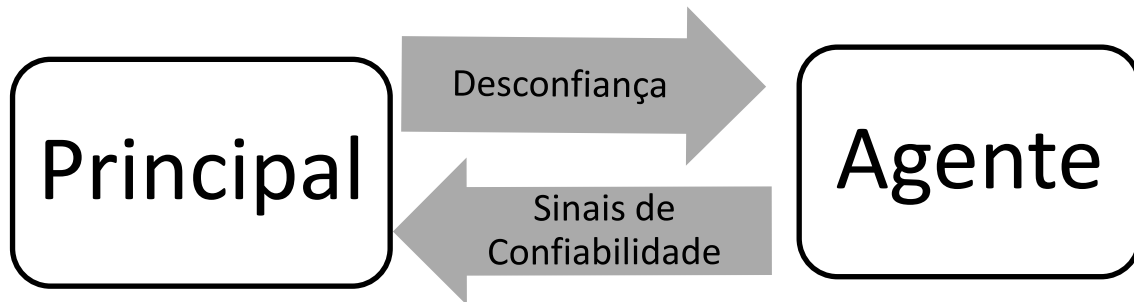 Principal
Desconfiança
Sinais de
Confiabilidade
Agente